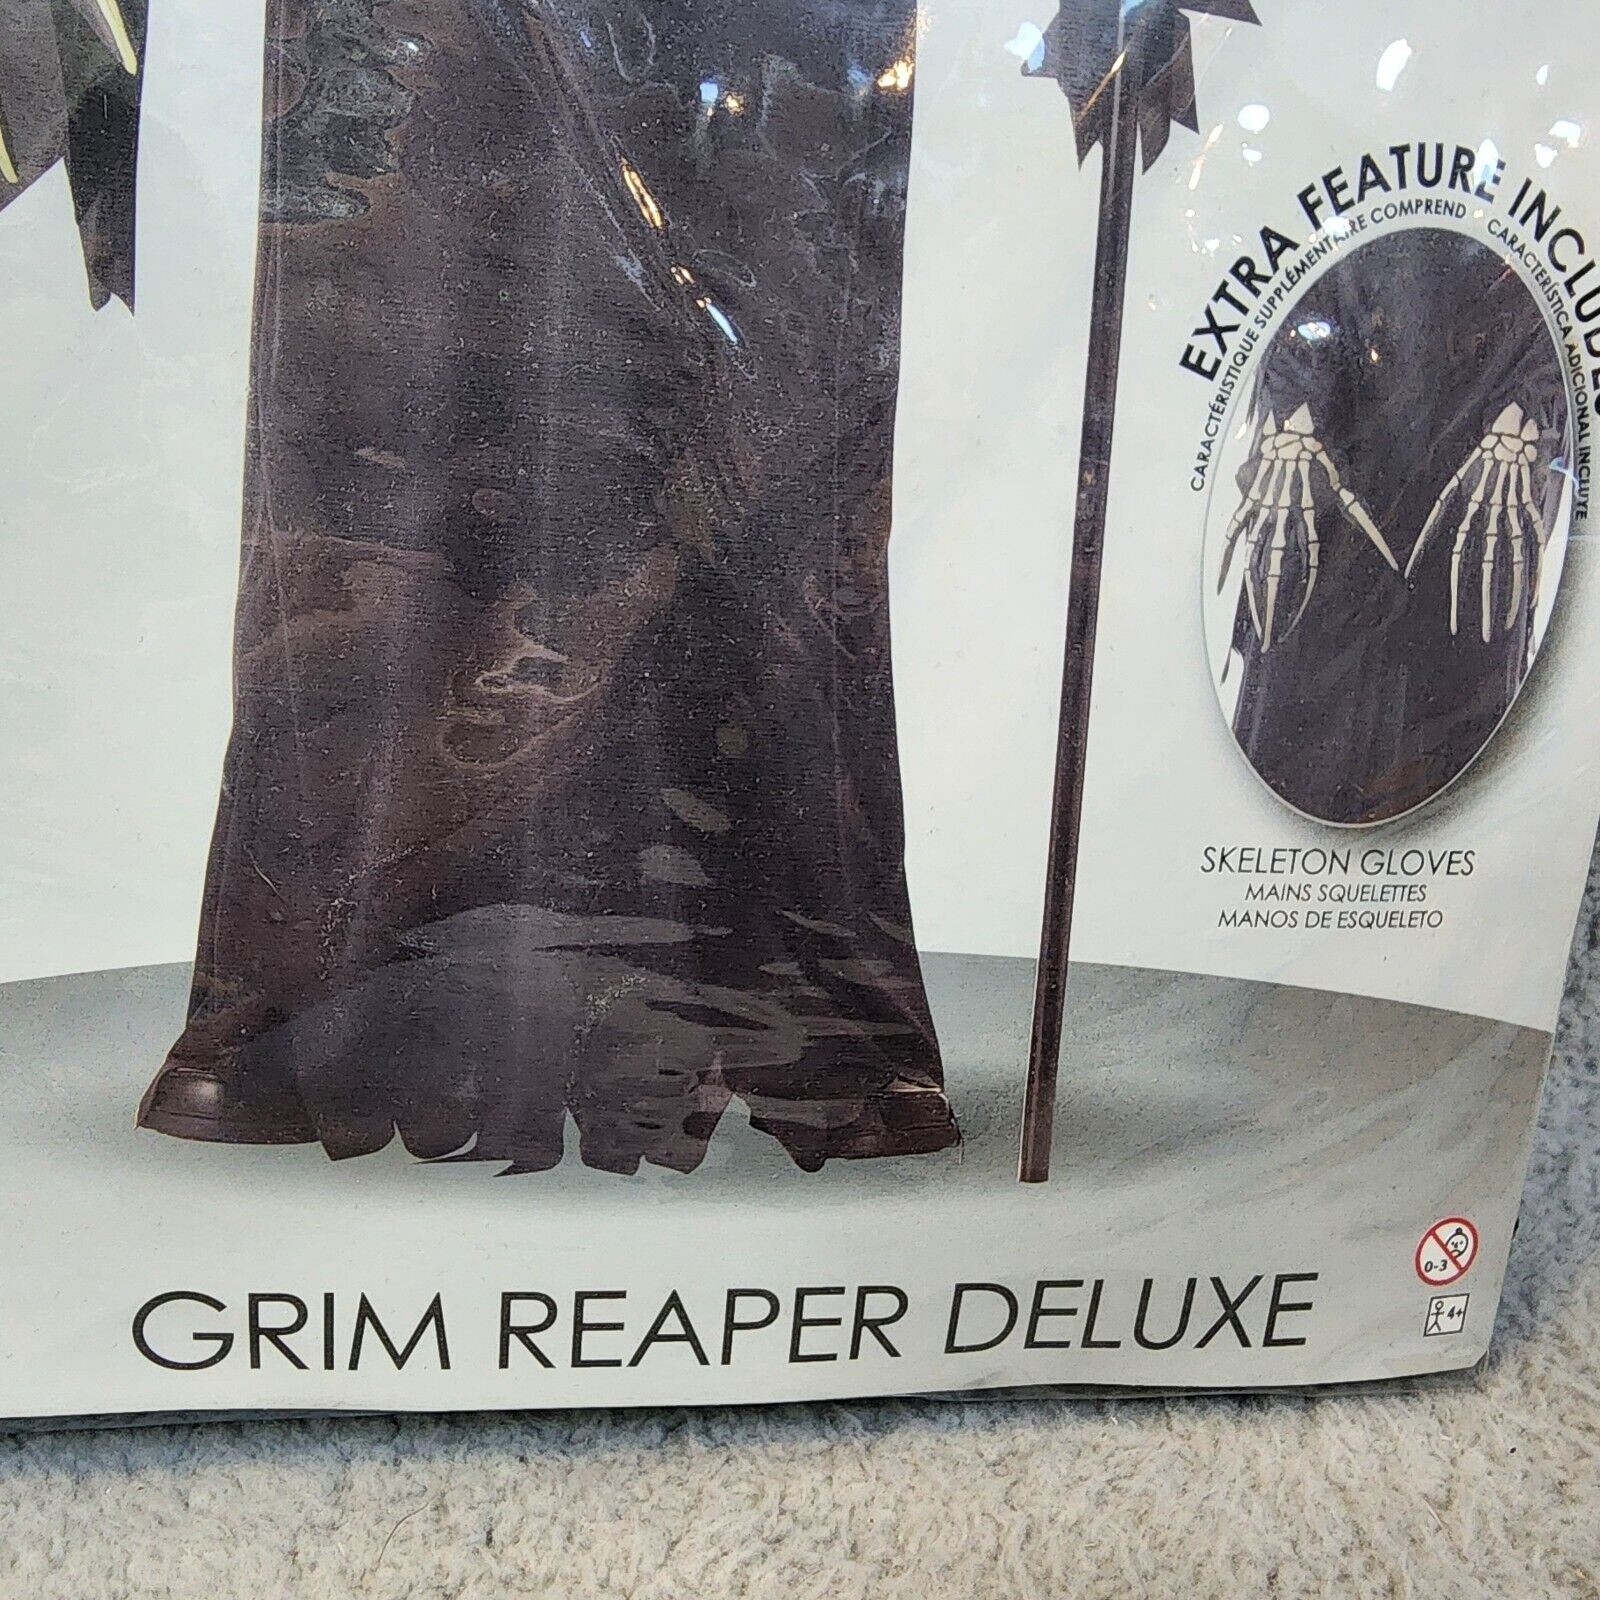 EXTRA FEATURE INCLUDES
CARACTÉRISTIQUE SUPPLÉMENTAIRE COMPREND · CARACTERÍSTICA ADICIONAL INCLUYE
SKELETON GLOVES
MAINS SQUELETTES
MANOS DE ESQUELETO
0-3
4+
GRIM REAPER DELUXE